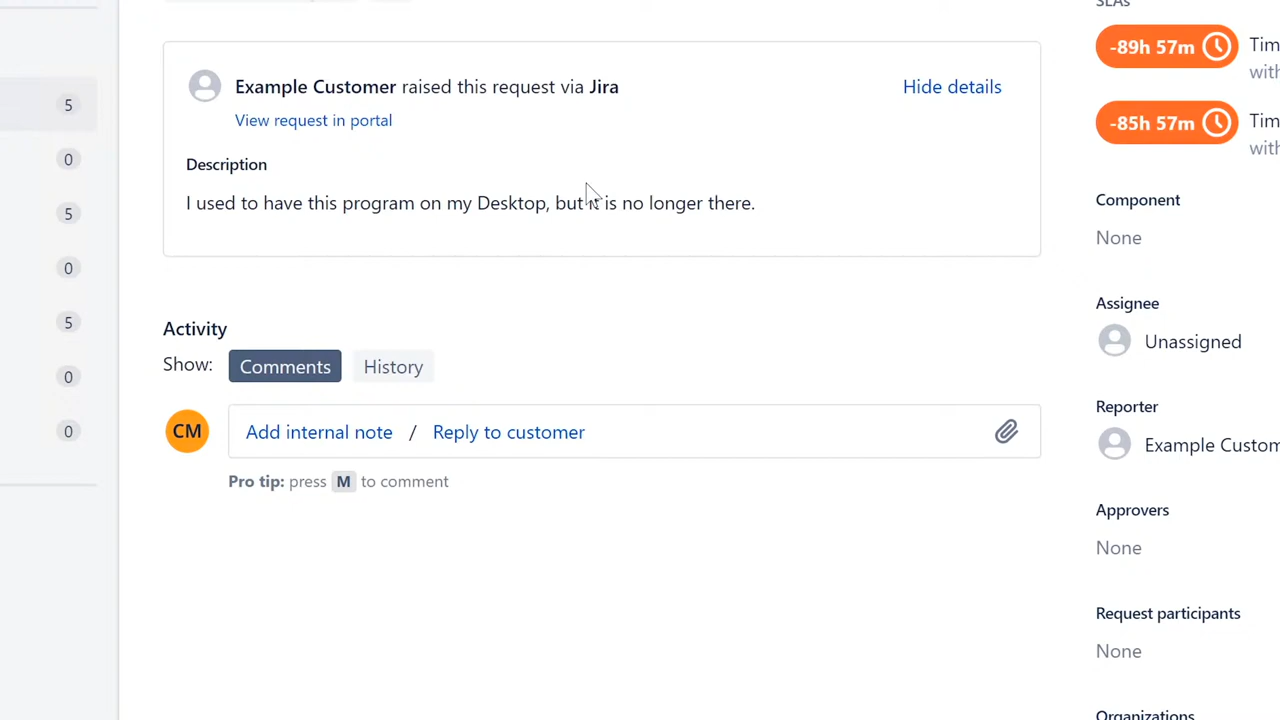 SLAs
-89h 57m
Tim
with
-85h 57m
Tim
with
5
0
5
0
5
0
0
Example Customer raised this request via Jira
Hide details
View request in portal
Description
I used to have this program on my Desktop, but it is no longer there.
Activity
Show: Comments History
CM
Add internal note / Reply to customer
Pro tip: press M to comment
Component
None
Assignee
Unassigned
Reporter
Example Custom
Approvers
None
Request participants
None
Organizations